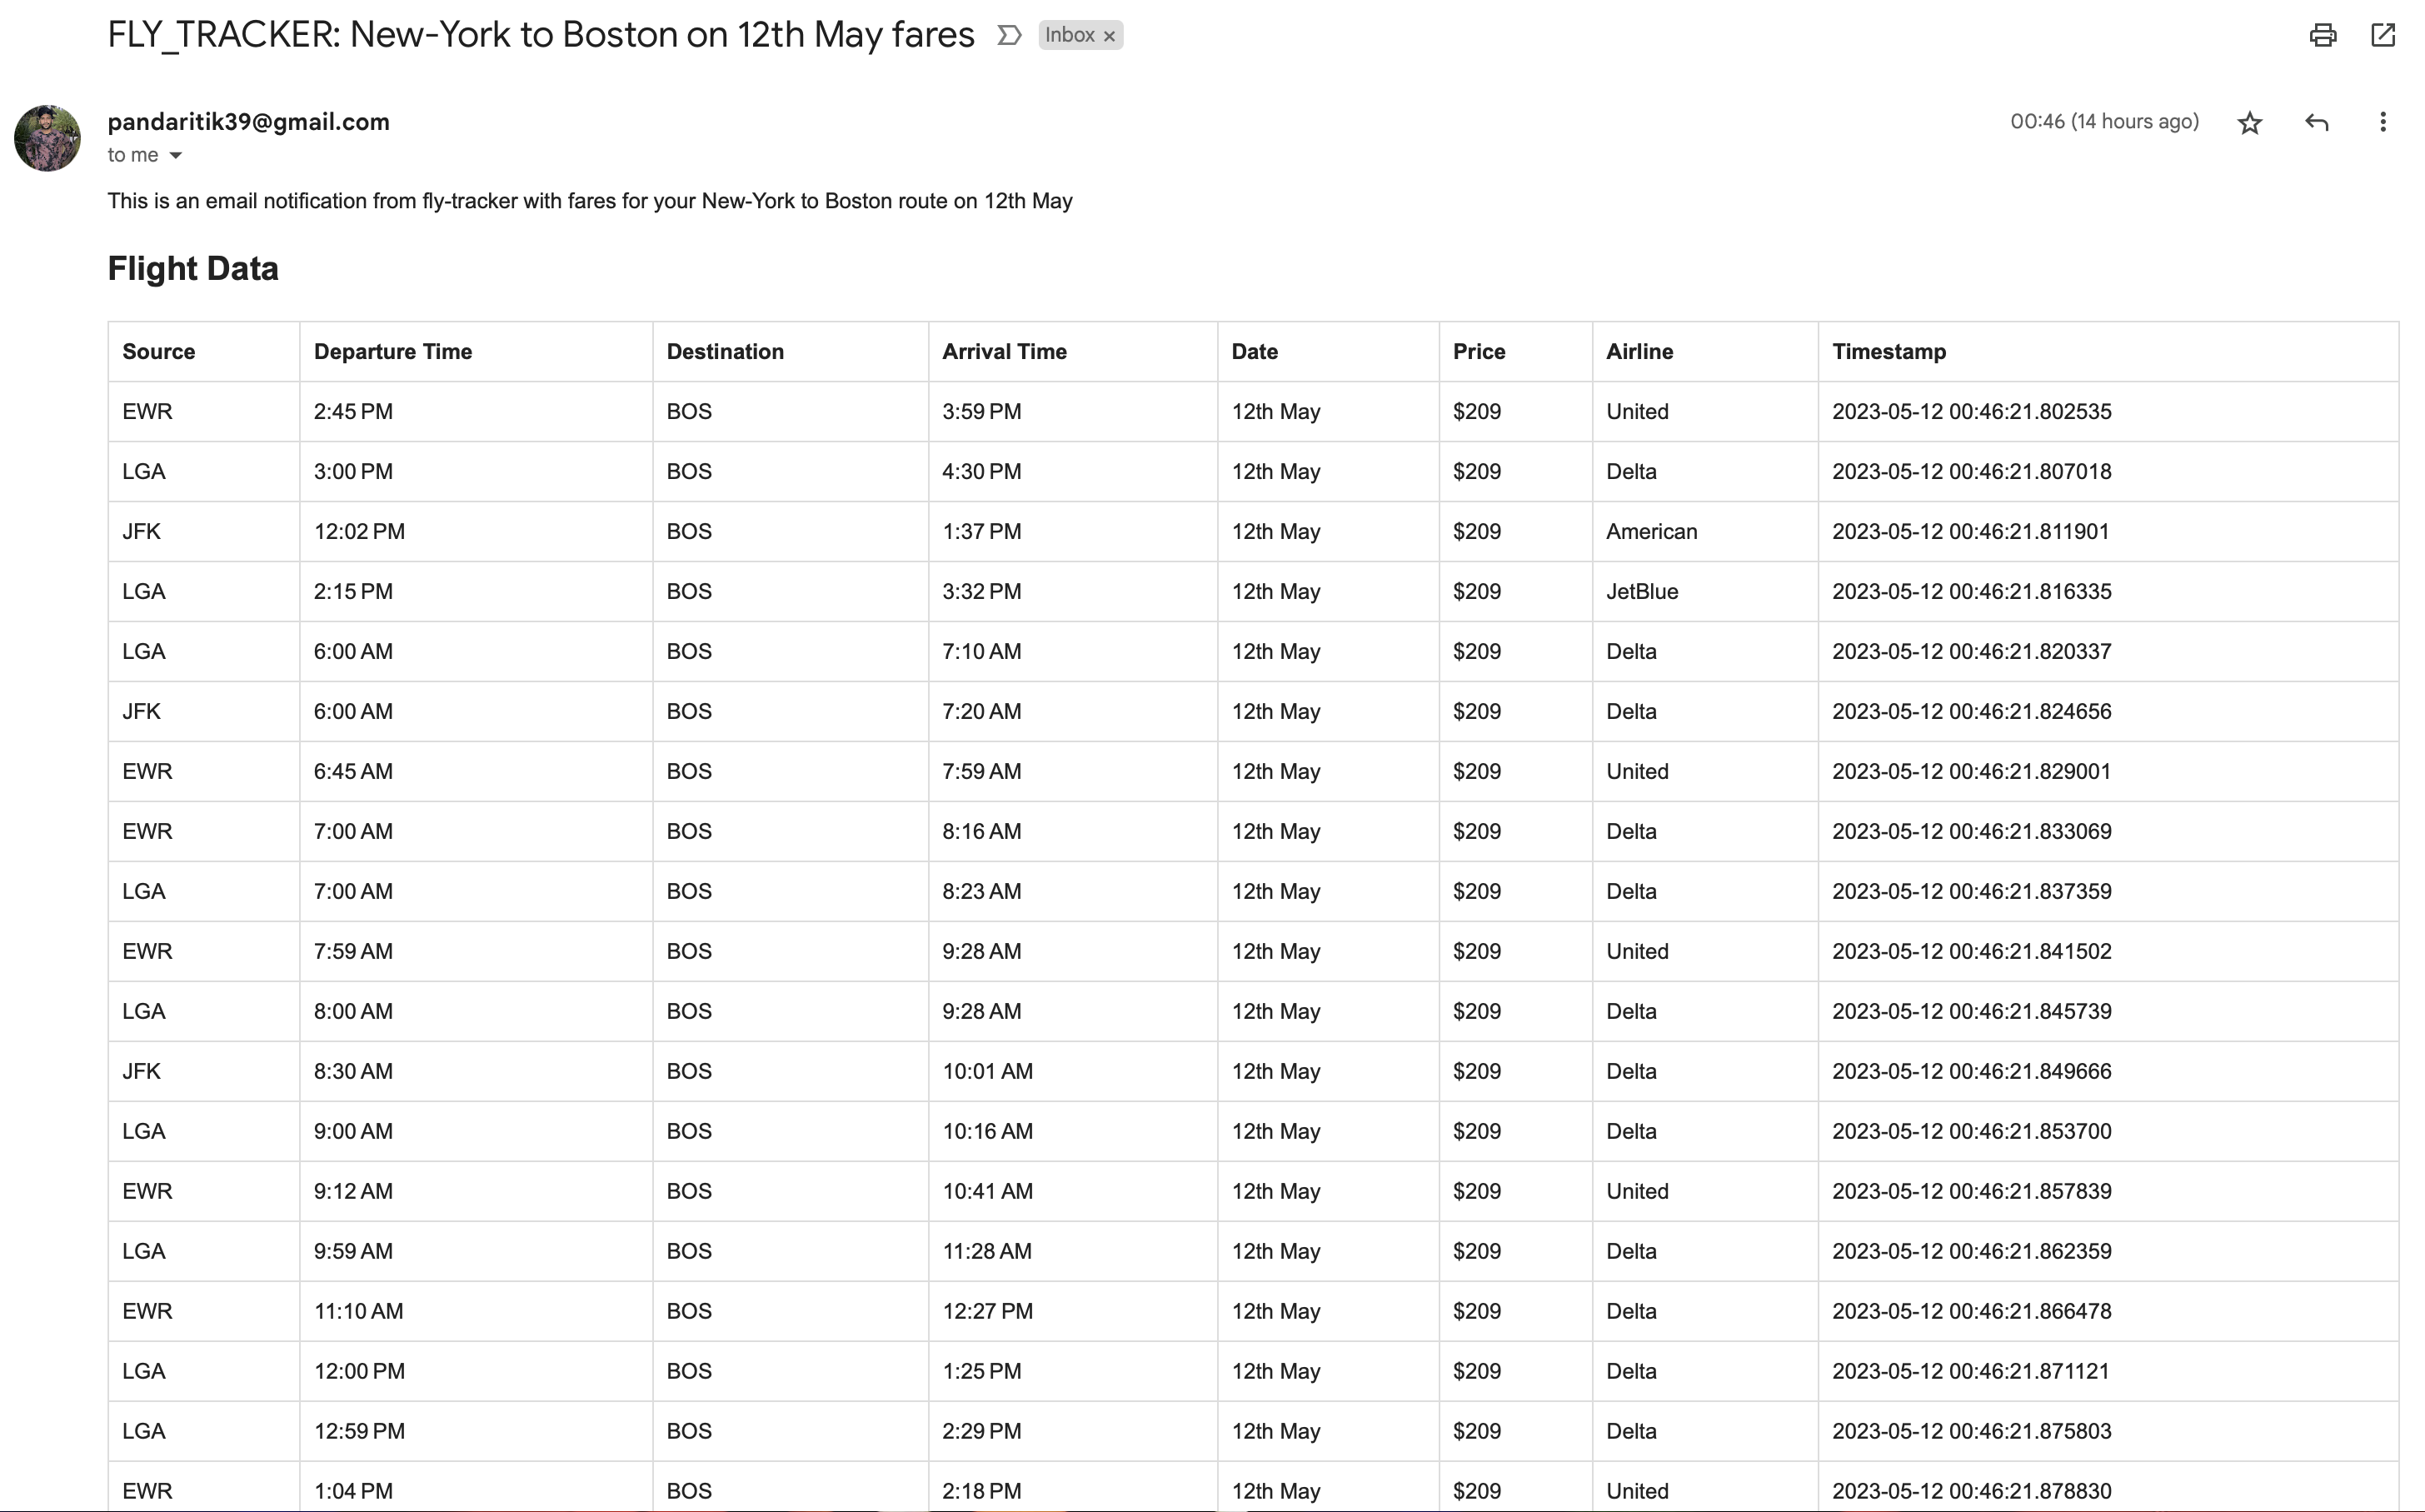 FLY_TRACKER: New-York to Boston on 12th May fares Inbox ×
pandaritik39@gmail.com 00:46 (14 hours ago)
to me
This is an email notification from fly-tracker with fares for your New-York to Boston route on 12th May
Flight Data
Source Departure Time Destination Arrival Time Date Price Airline Timestamp
EWR 2:45 PM BOS 3:59 PM 12th May $209 United 2023-05-12 00:46:21.802535
LGA 3:00 PM BOS 4:30 PM 12th May $209 Delta 2023-05-12 00:46:21.807018
JFK 12:02 PM BOS 1:37 PM 12th May $209 American 2023-05-12 00:46:21.811901
LGA 2:15 PM BOS 3:32 PM 12th May $209 JetBlue 2023-05-12 00:46:21.816335
LGA 6:00 AM BOS 7:10 AM 12th May $209 Delta 2023-05-12 00:46:21.820337
JFK 6:00 AM BOS 7:20 AM 12th May $209 Delta 2023-05-12 00:46:21.824656
EWR 6:45 AM BOS 7:59 AM 12th May $209 United 2023-05-12 00:46:21.829001
EWR 7:00 AM BOS 8:16 AM 12th May $209 Delta 2023-05-12 00:46:21.833069
LGA 7:00 AM BOS 8:23 AM 12th May $209 Delta 2023-05-12 00:46:21.837359
EWR 7:59 AM BOS 9:28 AM 12th May $209 United 2023-05-12 00:46:21.841502
LGA 8:00 AM BOS 9:28 AM 12th May $209 Delta 2023-05-12 00:46:21.845739
JFK 8:30 AM BOS 10:01 AM 12th May $209 Delta 2023-05-12 00:46:21.849666
LGA 9:00 AM BOS 10:16 AM 12th May $209 Delta 2023-05-12 00:46:21.853700
EWR 9:12 AM BOS 10:41 AM 12th May $209 United 2023-05-12 00:46:21.857839
LGA 9:59 AM BOS 11:28 AM 12th May $209 Delta 2023-05-12 00:46:21.862359
EWR 11:10 AM BOS 12:27 PM 12th May $209 Delta 2023-05-12 00:46:21.866478
LGA 12:00 PM BOS 1:25 PM 12th May $209 Delta 2023-05-12 00:46:21.871121
LGA 12:59 PM BOS 2:29 PM 12th May $209 Delta 2023-05-12 00:46:21.875803
EWR 1:04 PM BOS 2:18 PM 12th May $209 United 2023-05-12 00:46:21.878830